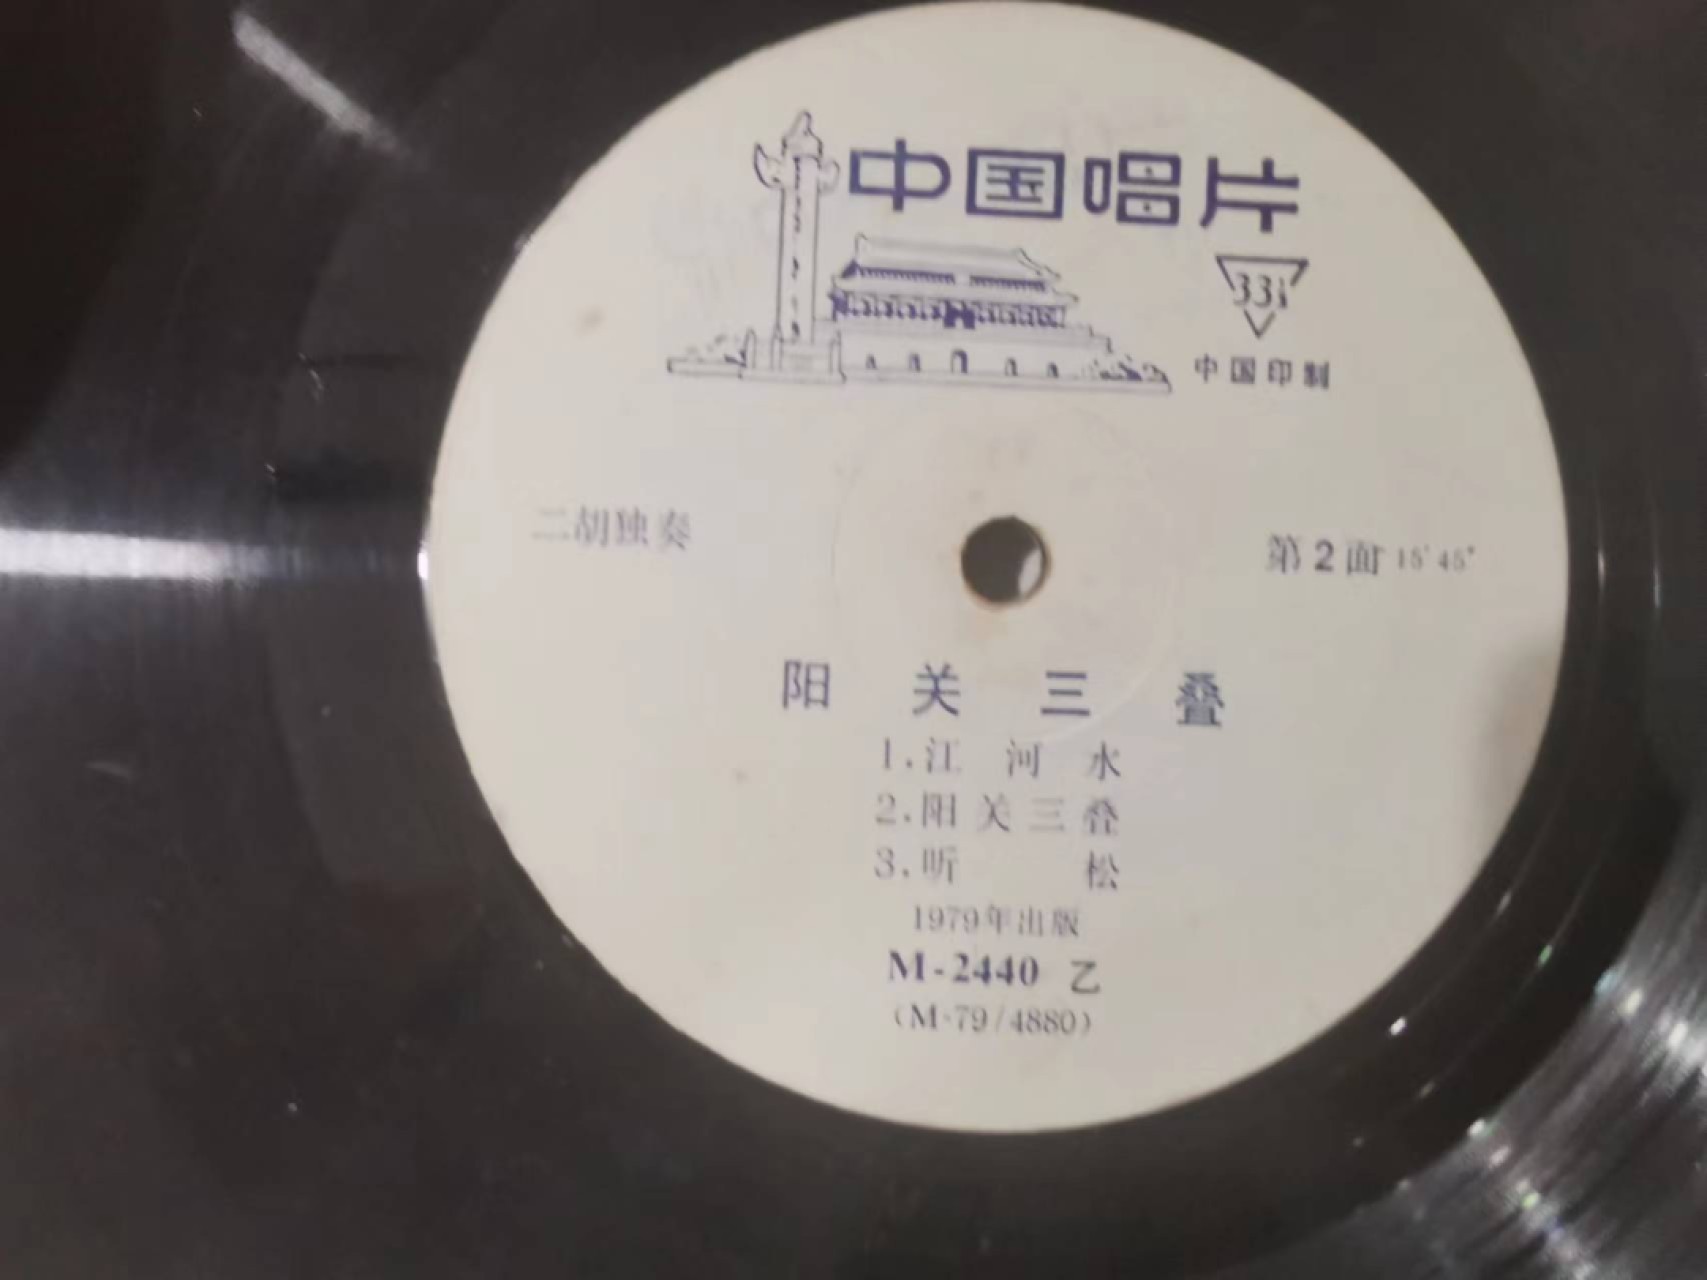 中国唱片
33⅓
中国印制
二胡独奏
第2面 15′45″
阳关三叠
1.江河水
2.阳关三叠
3.听松
1979年出版
M-2440 乙
(M-79/4880)